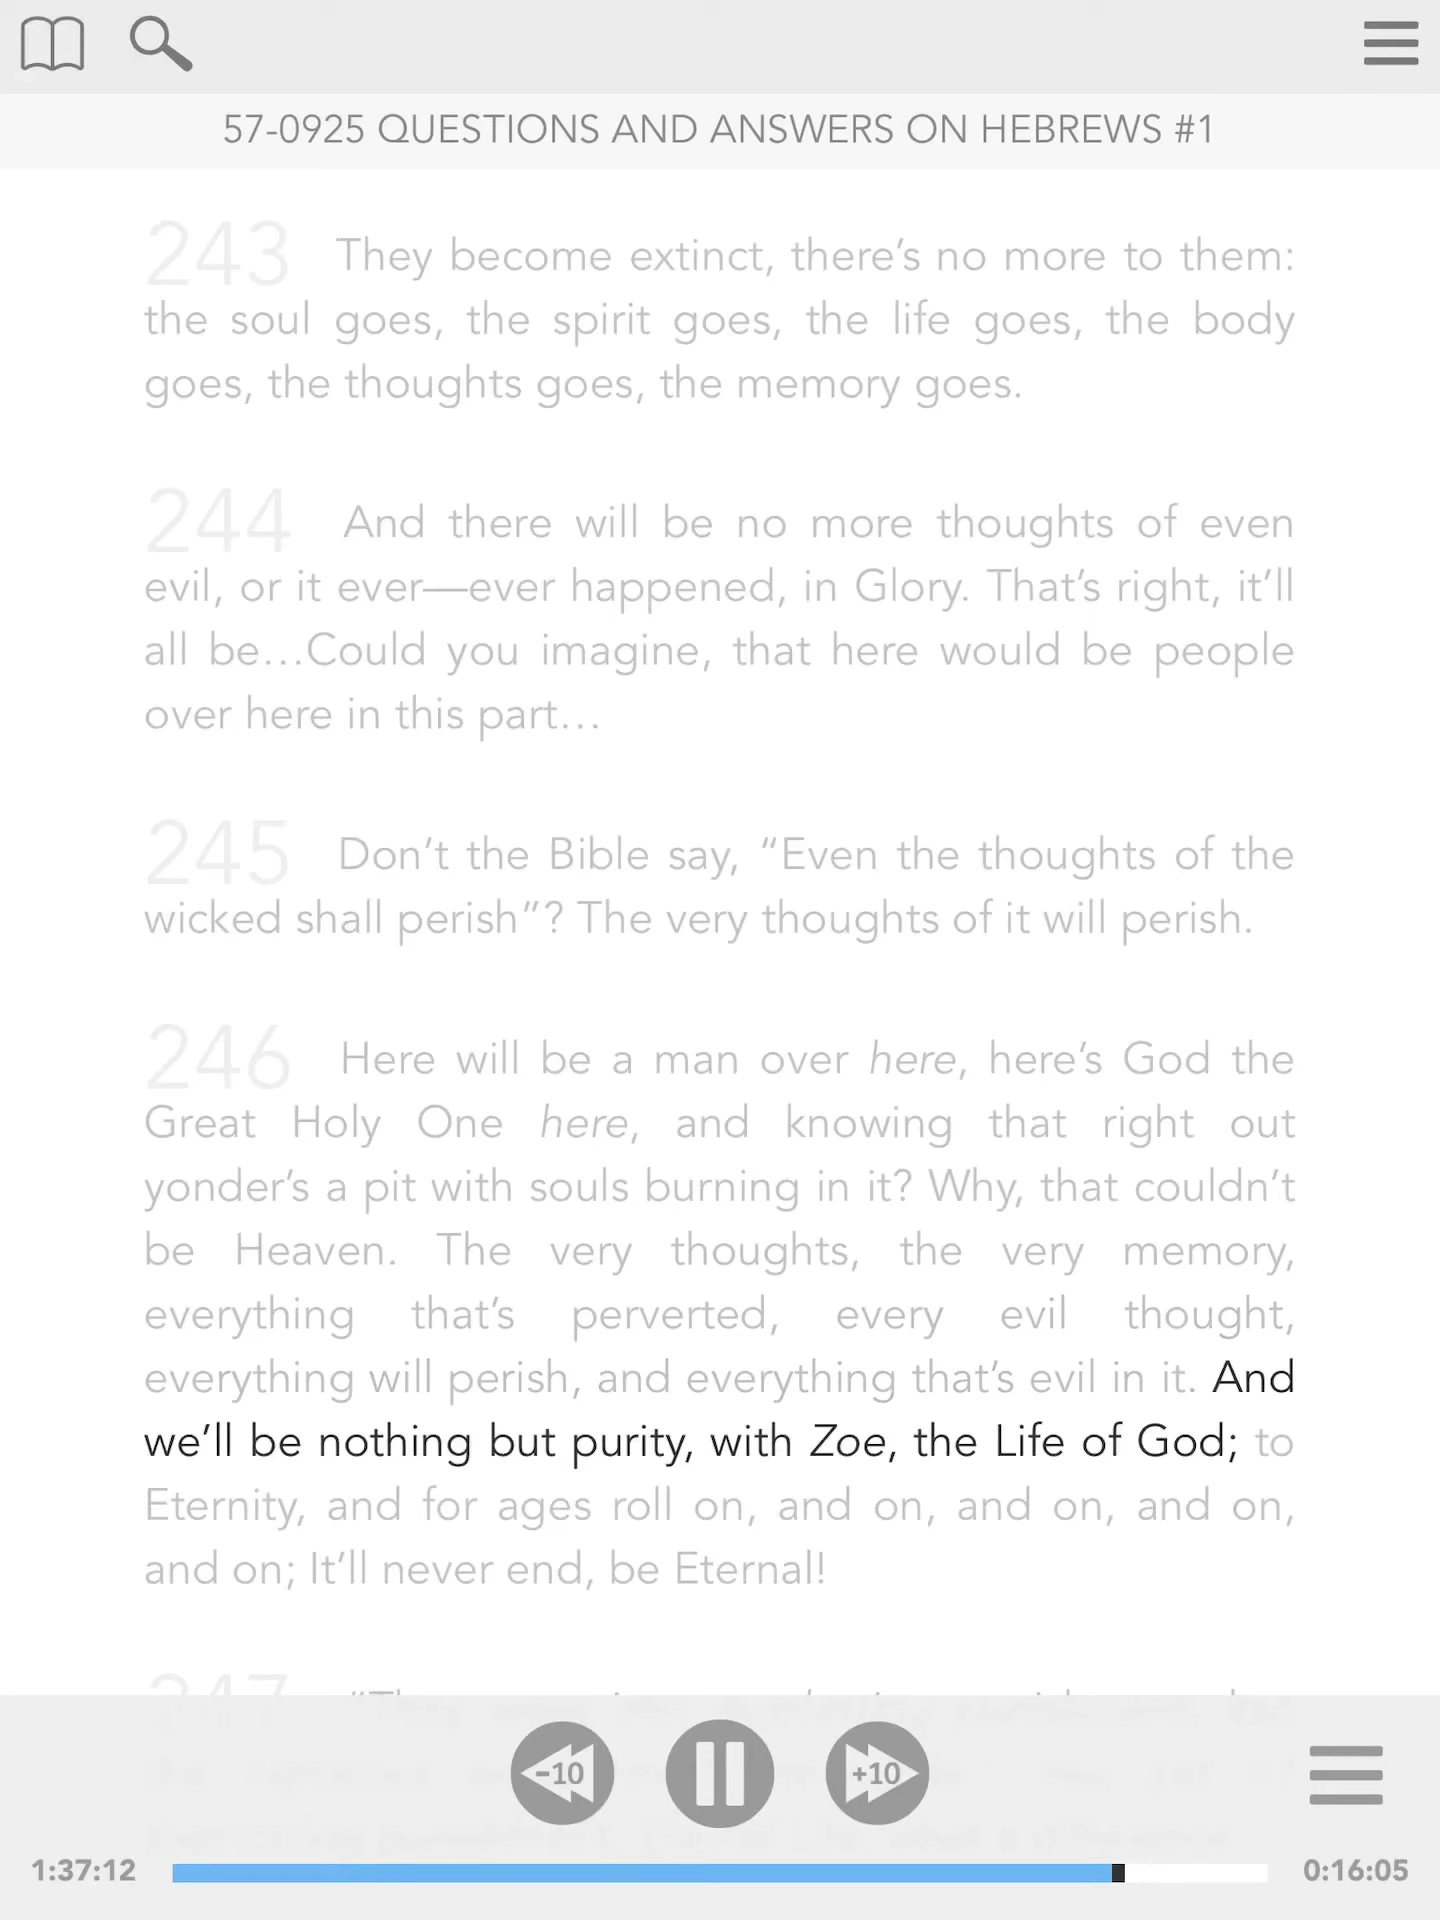 57-0925 QUESTIONS AND ANSWERS ON HEBREWS #1
243 They become extinct, there’s no more to them:
the soul goes, the spirit goes, the life goes, the body
goes, the thoughts goes, the memory goes.
244 And there will be no more thoughts of even
evil, or it ever—ever happened, in Glory. That’s right, it’ll
all be…Could you imagine, that here would be people
over here in this part…
245 Don’t the Bible say, “Even the thoughts of the
wicked shall perish”? The very thoughts of it will perish.
246 Here will be a man over here, here’s God the
Great Holy One here, and knowing that right out
yonder’s a pit with souls burning in it? Why, that couldn’t
be Heaven. The very thoughts, the very memory,
everything that’s perverted, every evil thought,
everything will perish, and everything that’s evil in it. And
we’ll be nothing but purity, with Zoe, the Life of God; to
Eternity, and for ages roll on, and on, and on, and on,
and on; It’ll never end, be Eternal!
247
-10 +10
1:37:12 0:16:05